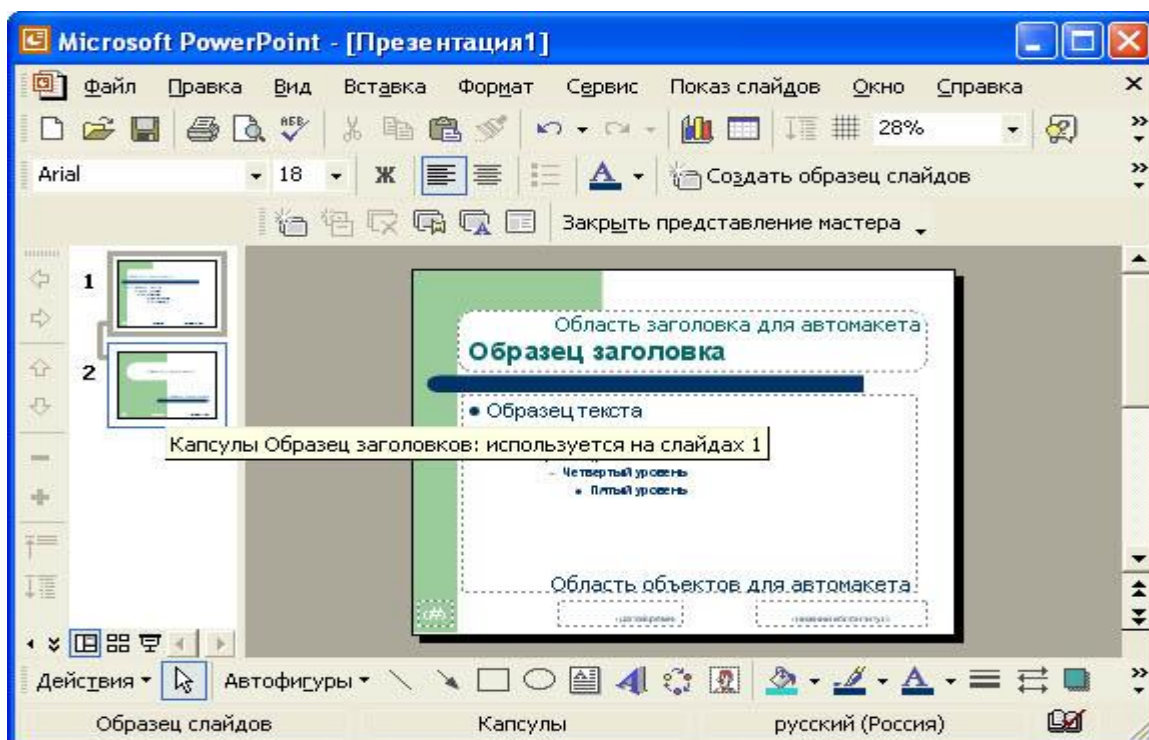 Microsoft PowerPoint - [Презентация1]
Файл Правка Вид Вставка Формат Сервис Показ слайдов Окно Справка
28%
Arial 18 Ж А Создать образец слайдов
Закрыть представление мастера
1
2
Область заголовка для автомакета
Образец заголовка
• Образец текста
Капсулы Образец заголовков: используется на слайдах 1
– Четвертый уровень
• Пятый уровень
Область объектов для автомакета
Действия Автофигуры А
Образец слайдов Капсулы русский (Россия)